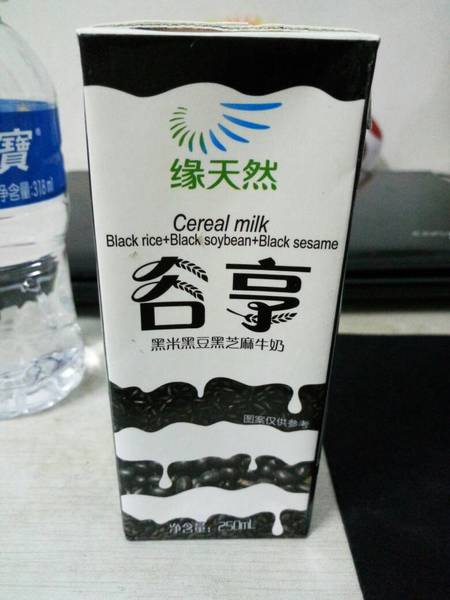 缘天然
Cereal milk
Black rice+Black soybean+Black sesame
谷享
黑米黑豆黑芝麻牛奶
图案仅供参考
净含量: 250mL
寶
净含量:318ml